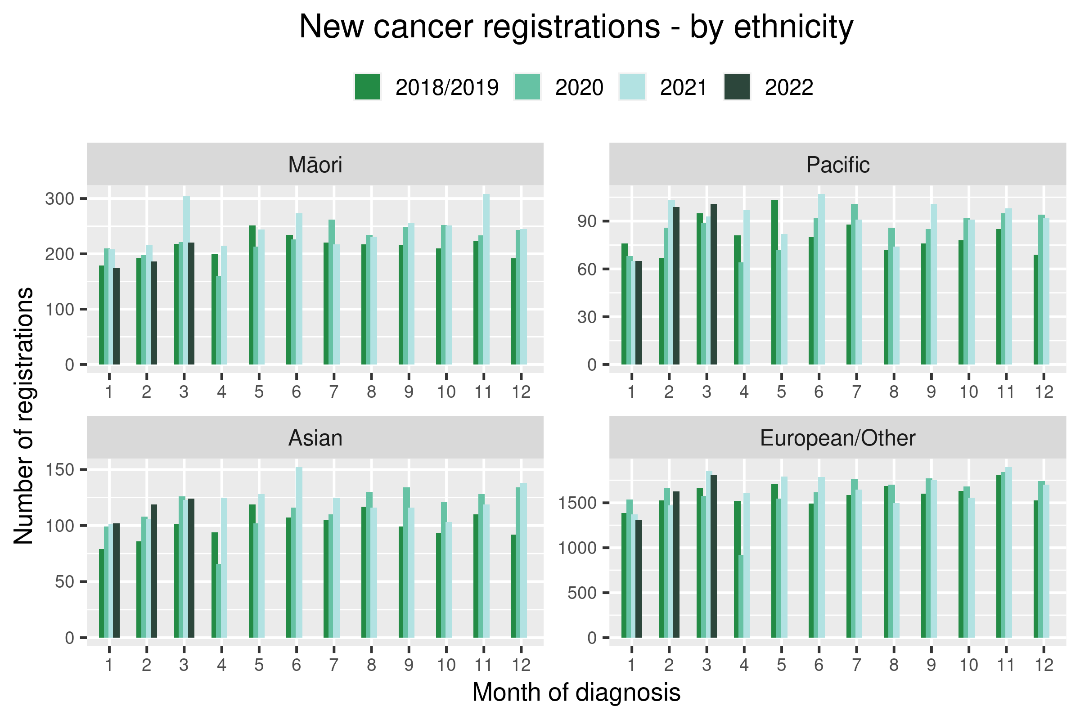 New cancer registrations - by ethnicity
2018/2019 2020 2021 2022
Māori Pacific
300
200
100
0
90
60
30
0
1 2 3 4 5 6 7 8 9 10 11 12
1 2 3 4 5 6 7 8 9 10 11 12
Asian European/Other
150
100
50
0
1500
1000
500
0
1 2 3 4 5 6 7 8 9 10 11 12
1 2 3 4 5 6 7 8 9 10 11 12
Number of registrations
Month of diagnosis